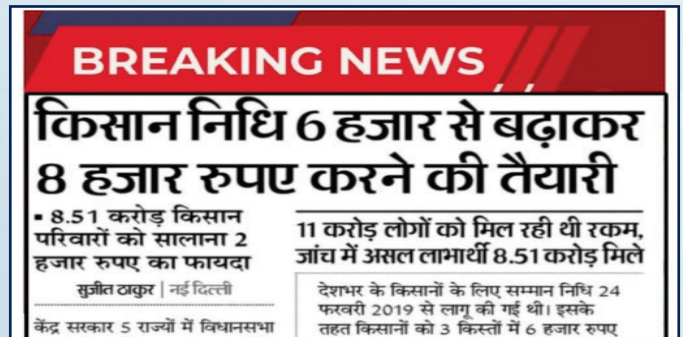 BREAKING NEWS
किसान निधि 6 हजार से बढ़ाकर
8 हजार रुपए करने की तैयारी
▪ 8.51 करोड़ किसान
परिवारों को सालाना 2
हजार रुपए का फायदा
सुजीत ठाकुर | नई दिल्ली
केंद्र सरकार 5 राज्यों में विधानसभा
11 करोड़ लोगों को मिल रही थी रकम,
जांच में असल लाभार्थी 8.51 करोड़ मिले
देशभर के किसानों के लिए सम्मान निधि 24
फरवरी 2019 से लागू की गई थी। इसके
तहत किसानों को 3 किस्तों में 6 हजार रुपए